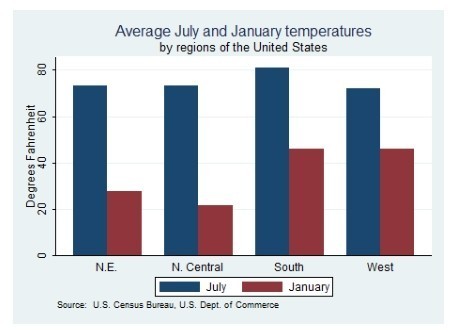 Average July and January temperatures
by regions of the United States
Degrees Fahrenheit
80
60
40
20
0
N.E. N. Central South West
July January
Source: U.S. Census Bureau, U.S. Dept. of Commerce